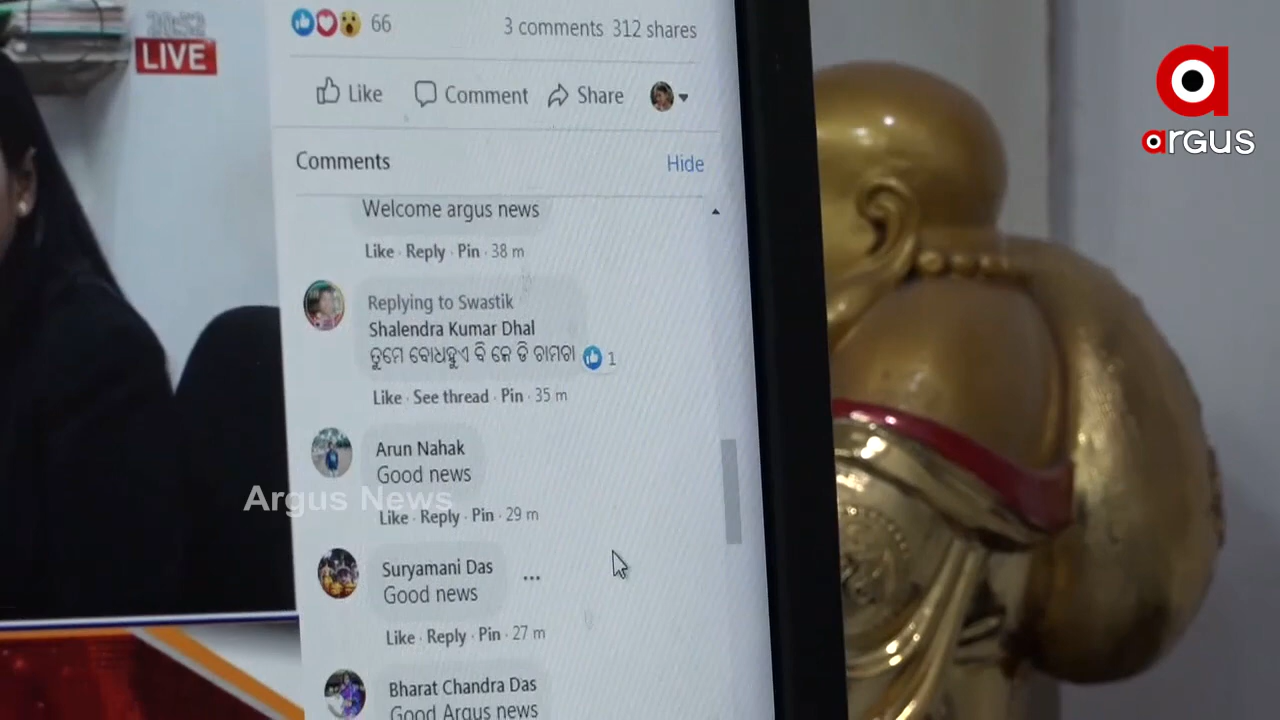 20:52
LIVE
66
3 comments 312 shares
Like
Comment
Share
Comments
Hide
Welcome argus news
Like · Reply · Pin · 38 m
Replying to Swastik
Shalendra Kumar Dhal
ତୁମେ ବୋଧହୁଏ ବି କେ ଡି ଚାମଚା
1
Like · See thread · Pin · 35 m
Arun Nahak
Good news
Like · Reply · Pin · 29 m
Suryamani Das
Good news
Like · Reply · Pin · 27 m
Bharat Chandra Das
Good Argus news
Argus News
argus